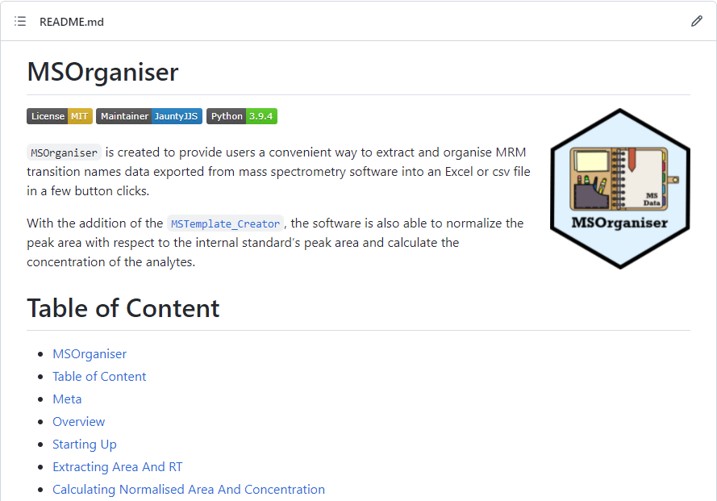 README.md
MSOrganiser
License MIT Maintainer JauntyJJS Python 3.9.4
MSOrganiser is created to provide users a convenient way to extract and organise MRM
transition names data exported from mass spectrometry software into an Excel or csv file
in a few button clicks.
With the addition of the MSTemplate_Creator, the software is also able to normalize the
peak area with respect to the internal standard's peak area and calculate the
concentration of the analytes.
MS
Data
MSOrganiser
Table of Content
MSOrganiser
Table of Content
Meta
Overview
Starting Up
Extracting Area And RT
Calculating Normalised Area And Concentration